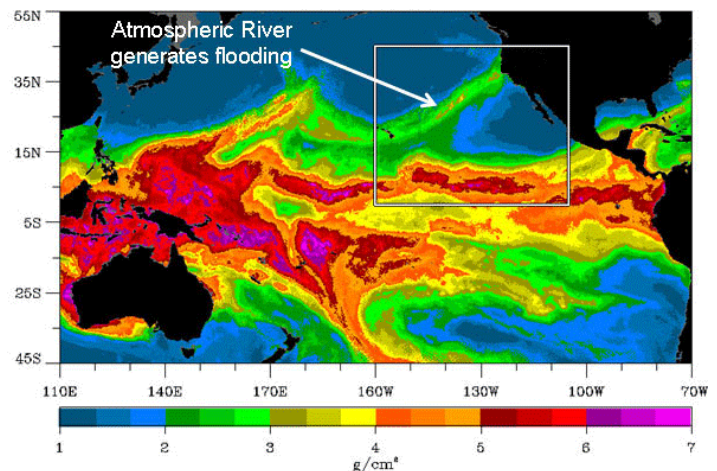 Atmospheric River
generates flooding
55N
35N
15N
5S
25S
45S
110E 140E 170E 160W 130W 100W 70W
1 2 3 4 5 6 7
g/cm²